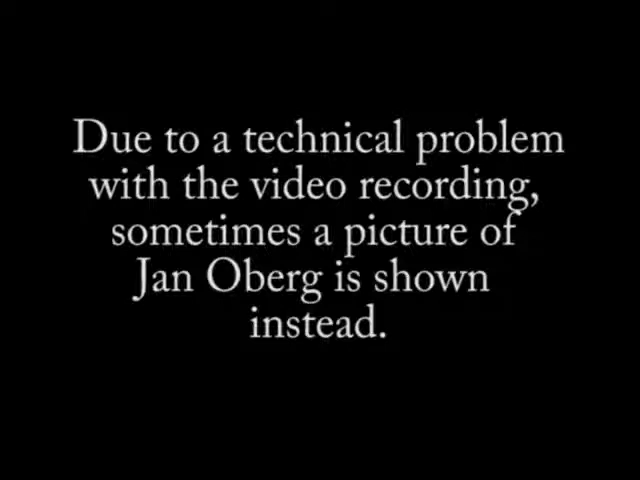 Due to a technical problem
with the video recording,
sometimes a picture of
Jan Oberg is shown
instead.